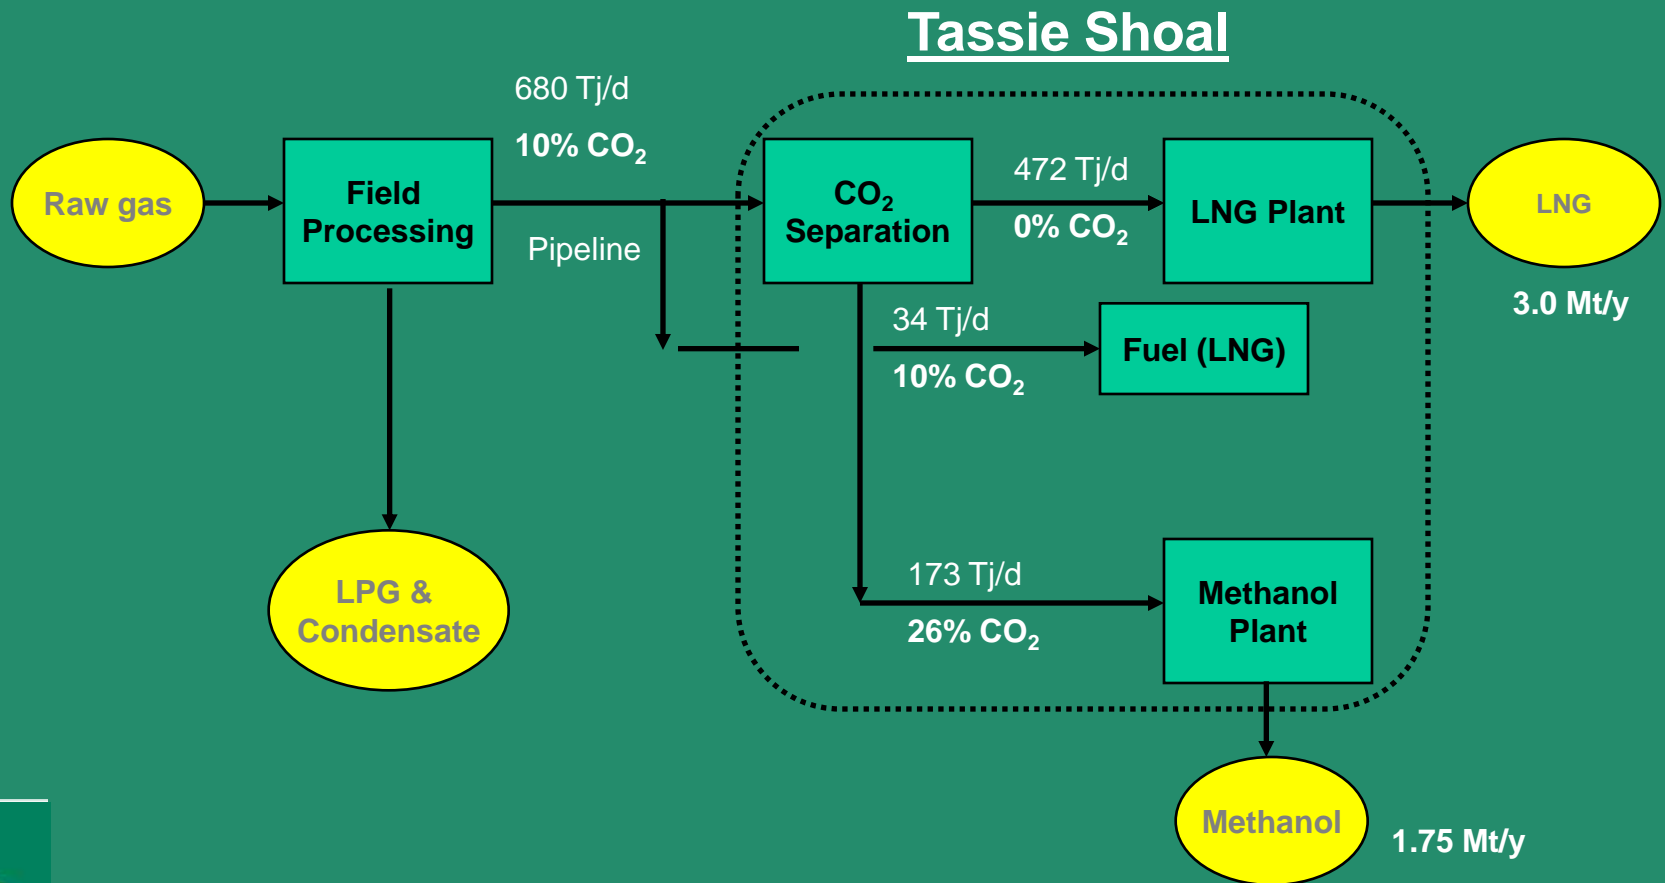 Tassie Shoal
680 Tj/d
10% CO₂
Raw gas
Field
Processing
Pipeline
CO₂
Separation
472 Tj/d
0% CO₂
LNG Plant
LNG
3.0 Mt/y
34 Tj/d
10% CO₂
Fuel (LNG)
LPG &
Condensate
173 Tj/d
26% CO₂
Methanol
Plant
Methanol
1.75 Mt/y